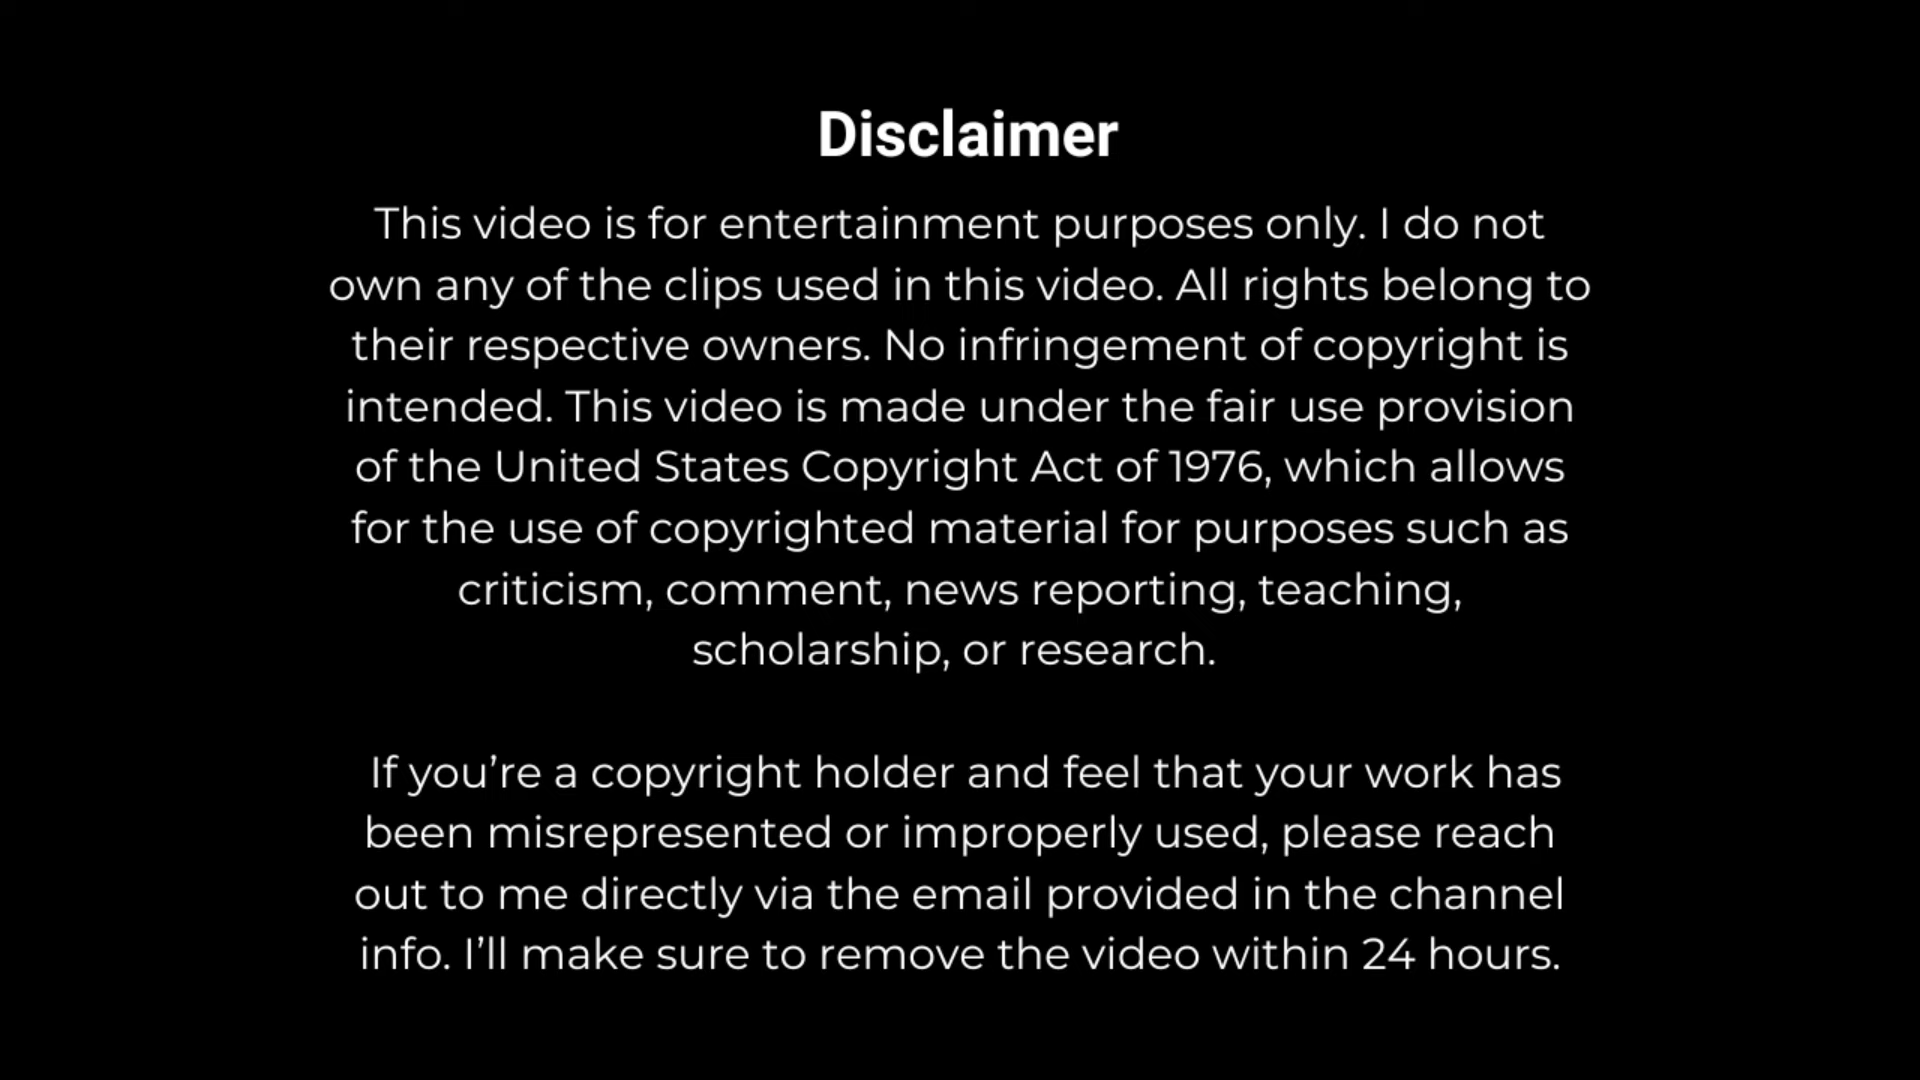 Disclaimer
This video is for entertainment purposes only. I do not
own any of the clips used in this video. All rights belong to
their respective owners. No infringement of copyright is
intended. This video is made under the fair use provision
of the United States Copyright Act of 1976, which allows
for the use of copyrighted material for purposes such as
criticism, comment, news reporting, teaching,
scholarship, or research.
If you’re a copyright holder and feel that your work has
been misrepresented or improperly used, please reach
out to me directly via the email provided in the channel
info. I’ll make sure to remove the video within 24 hours.